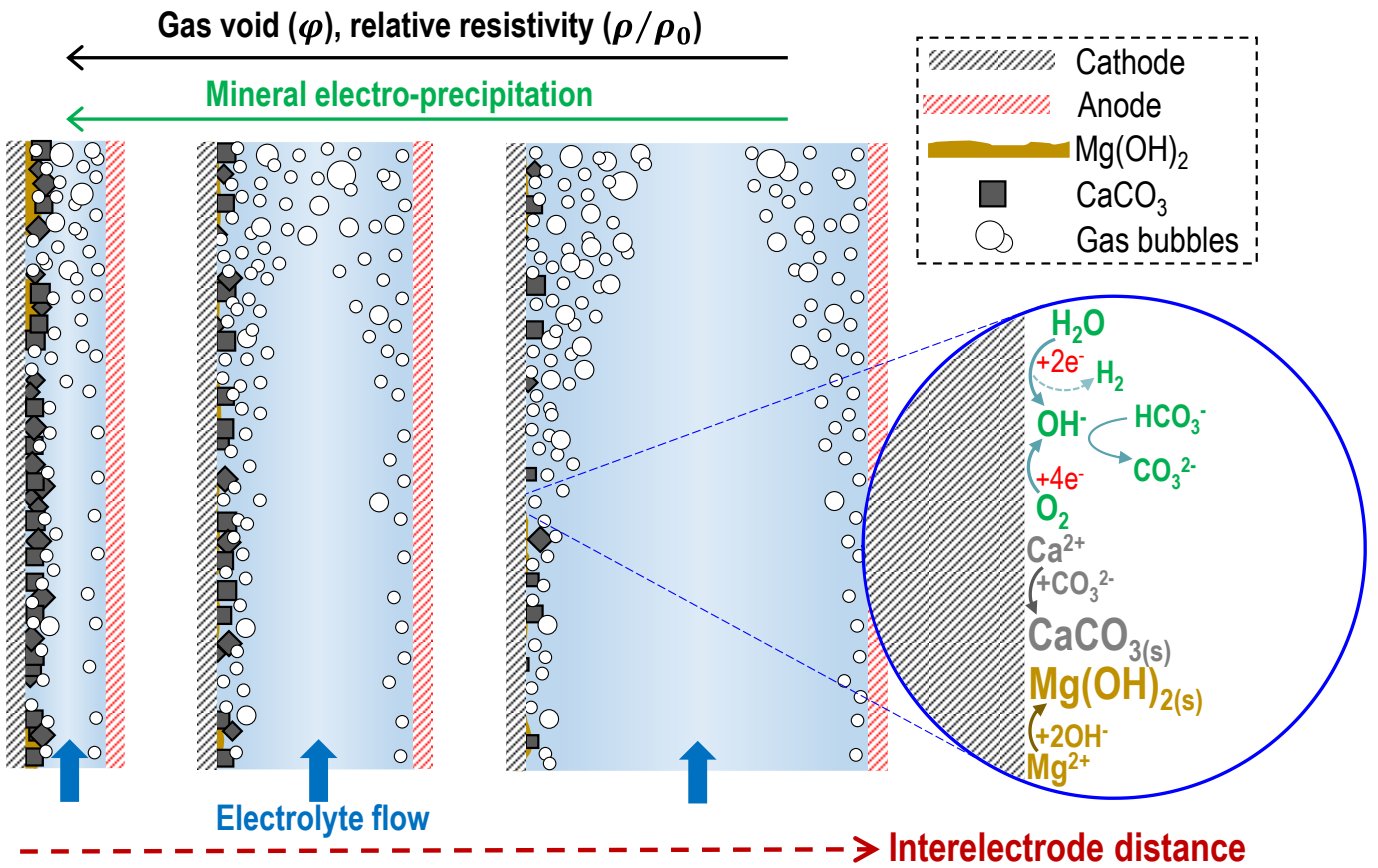 Gas void (φ), relative resistivity (ρ/ρ₀)
Mineral electro-precipitation
Cathode
Anode
Mg(OH)₂
CaCO₃
Gas bubbles
H₂O
+2e⁻
H₂
OH⁻
HCO₃⁻
CO₃²⁻
+4e⁻
O₂
Ca²⁺
+CO₃²⁻
CaCO₃₍ₛ₎
Mg(OH)₂₍ₛ₎
+2OH⁻
Mg²⁺
Electrolyte flow
Interelectrode distance